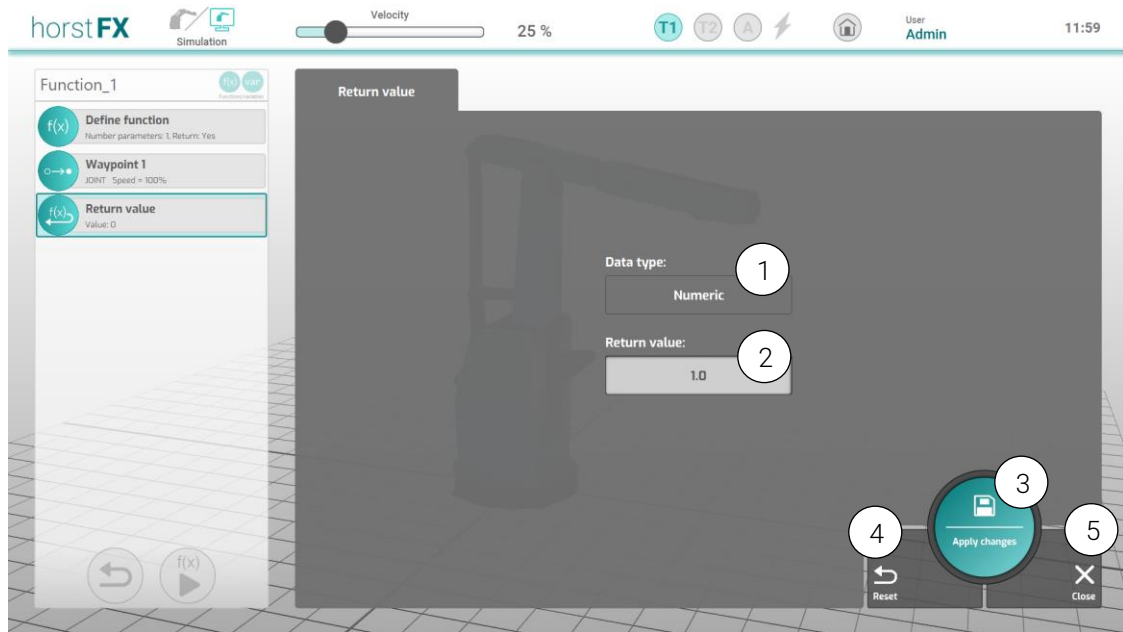 horstFX
Simulation
Velocity
25 %
T1
T2
A
User
Admin
11:59
Function_1
f(x)
var
Functions/variables
f(x)
Define function
Number parameters: 1, Return: Yes
Waypoint 1
JOINT Speed = 100%
f(x)
Return value
Value: 0
f(x)
Return value
Data type:
1
Numeric
Return value:
2
1.0
3
Apply changes
4
Reset
5
Close